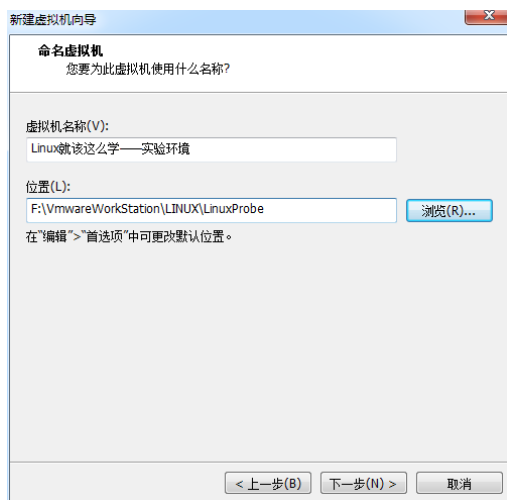 新建虚拟机向导
命名虚拟机
您要为此虚拟机使用什么名称?
虚拟机名称(V):
Linux就该这么学——实验环境
位置(L):
F:\VmwareWorkStation\LINUX\LinuxProbe
浏览(R)...
在"编辑">"首选项"中可更改默认位置。
< 上一步(B)
下一步(N) >
取消